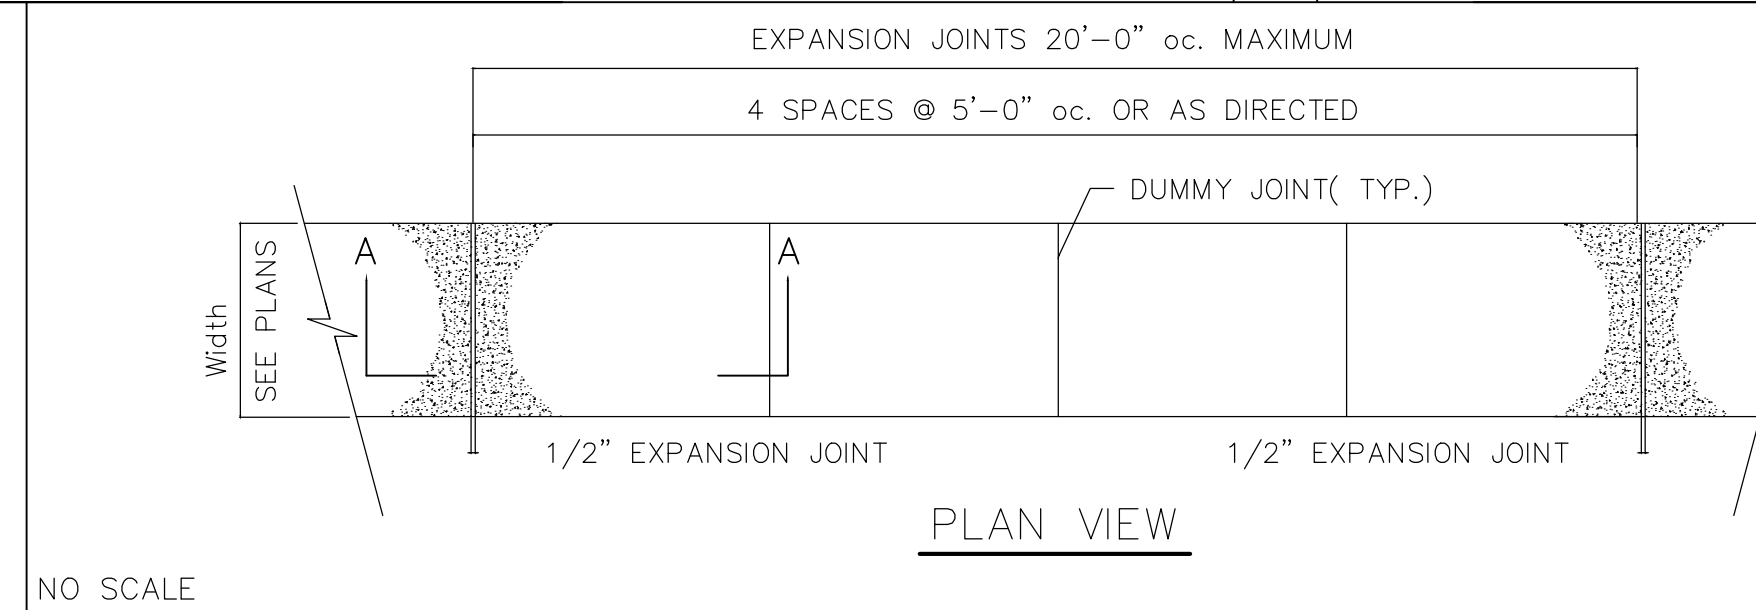 EXPANSION JOINTS 20'-0" oc. MAXIMUM
4 SPACES @ 5'-0" oc. OR AS DIRECTED
DUMMY JOINT( TYP.)
A
A
Width
SEE PLANS
1/2" EXPANSION JOINT
1/2" EXPANSION JOINT
PLAN VIEW
NO SCALE